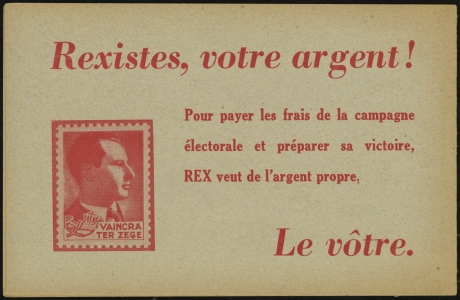 Rexistes, votre argent !
Pour payer les frais de la campagne
électorale et préparer sa victoire,
REX veut de l'argent propre,
VAINCRA
TER ZEGE
Le vôtre.